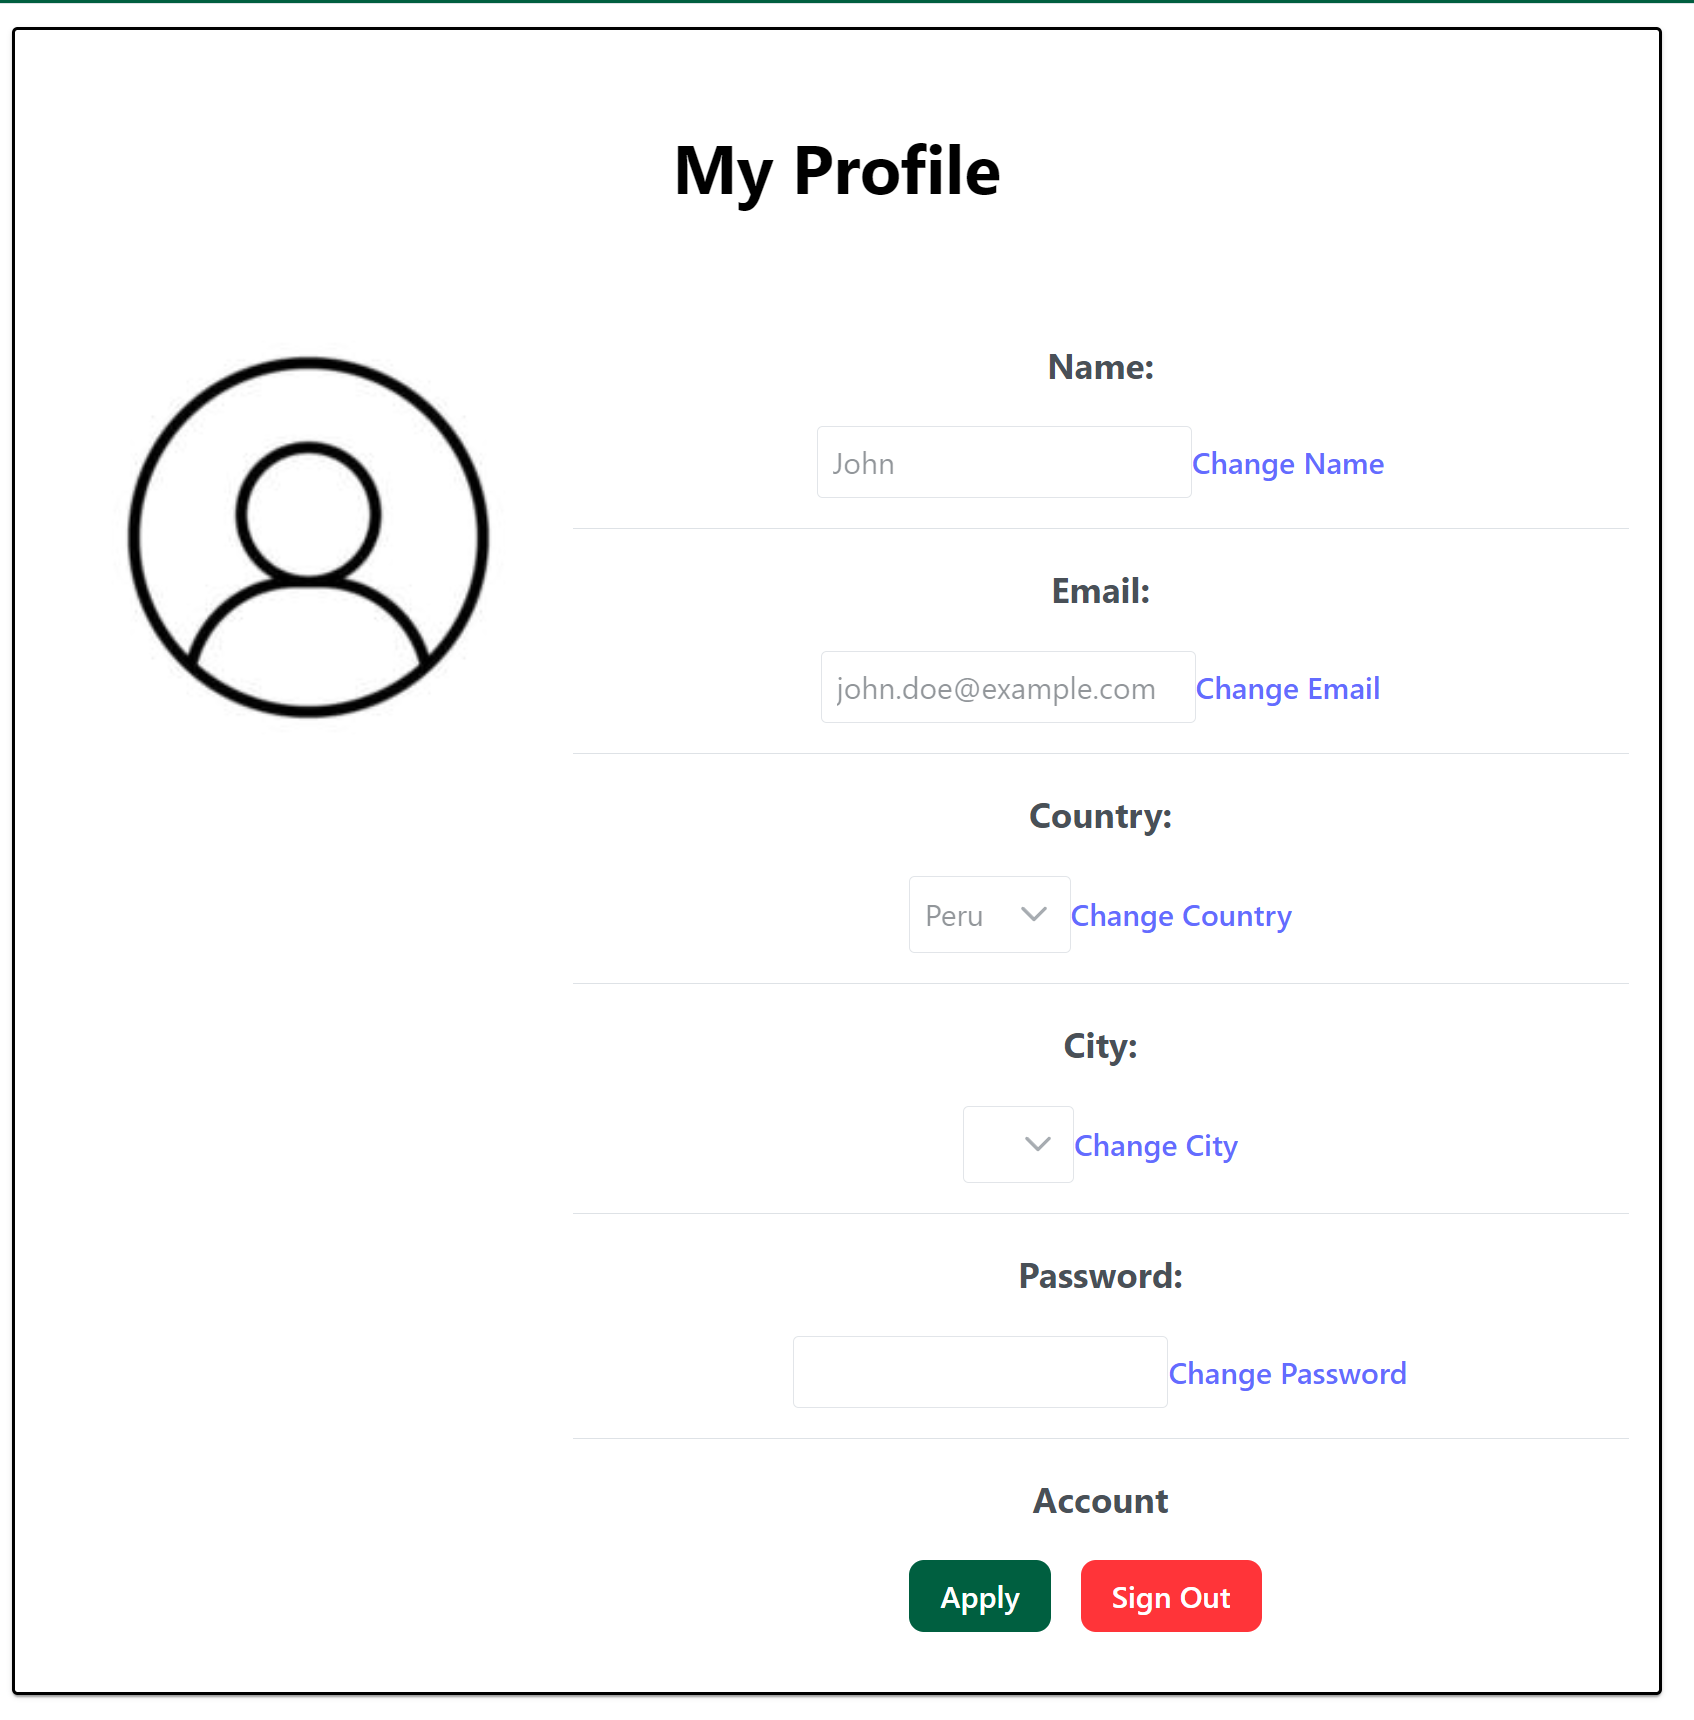 My Profile
Name:
John Change Name
Email:
john.doe@example.com Change Email
Country:
Peru Change Country
City:
Change City
Password:
Change Password
Account
Apply Sign Out